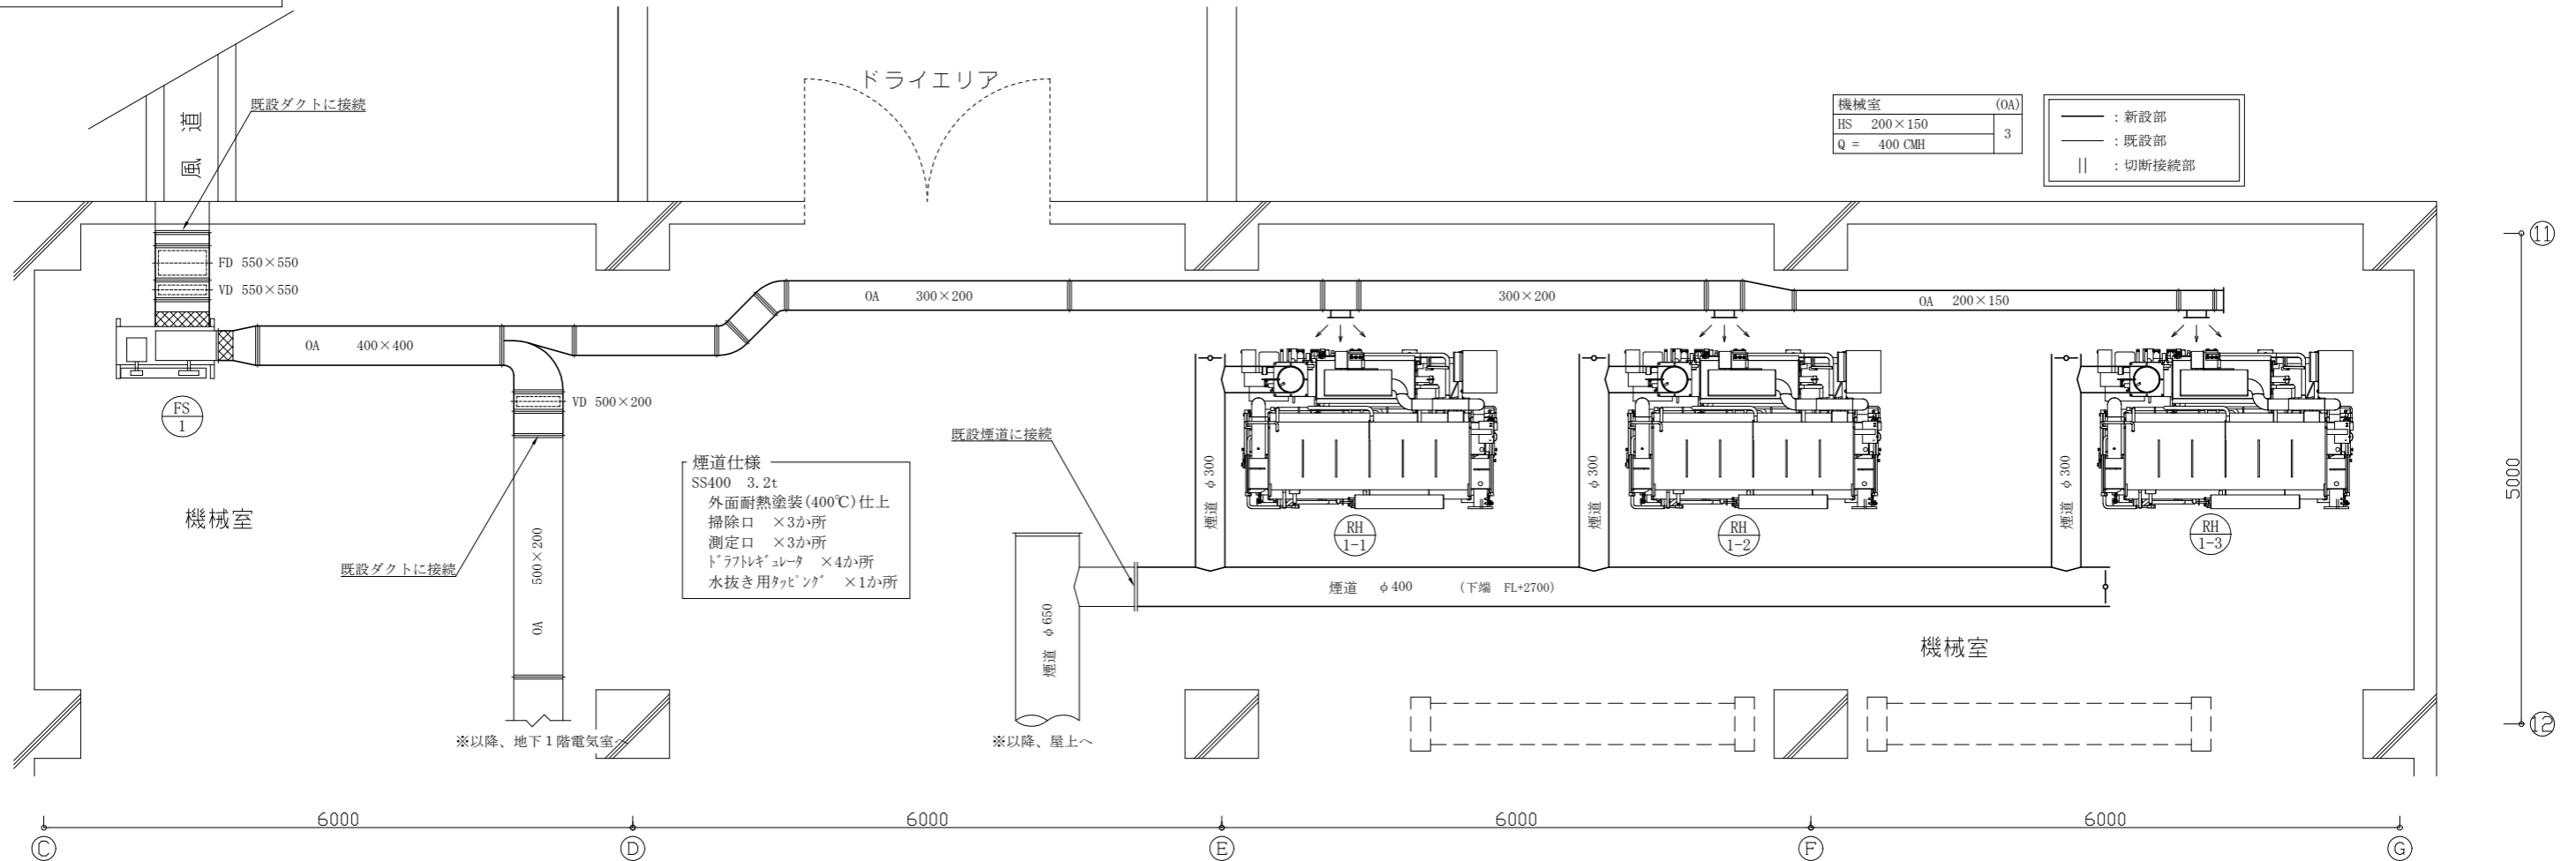 ドライエリア
既設ダクトに接続
風道
機械室 (OA)
HS 200×150
3
Q = 400 CMH
: 新設部
: 既設部
: 切断接続部
11
FD 550×550
VD 550×550
OA 300×200
300×200
OA 200×150
OA 400×400
FS
1
VD 500×200
既設煙道に接続
煙道仕様
SS400 3.2t
外面耐熱塗装(400℃)仕上
掃除口 ×3か所
測定口 ×3か所
ﾄﾞﾗﾌﾄﾚｷﾞｭﾚｰﾀ ×4か所
水抜き用ﾀｯﾋﾟﾝｸﾞ ×1か所
機械室
既設ダクトに接続
OA 500×200
煙道 φ300
煙道 φ300
煙道 φ300
RH
1-1
RH
1-2
RH
1-3
5000
煙道 φ400 (下端 FL+2700)
煙道 φ650
機械室
※以降、地下1階電気室へ
※以降、屋上へ
12
6000
6000
6000
6000
C
D
E
F
G